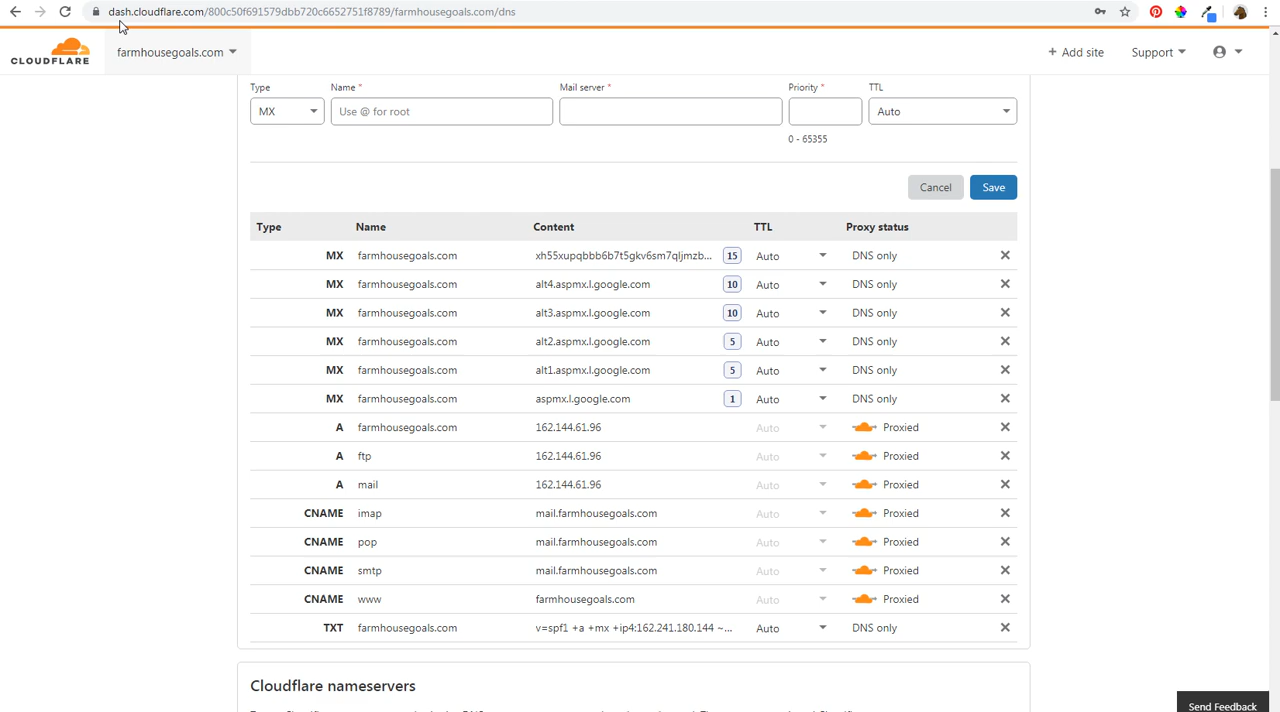 dash.cloudflare.com/800c50f691579dbb720c6652751f8789/farmhousegoals.com/dns
CLOUDFLARE farmhousegoals.com + Add site Support
Type Name * Mail server * Priority * TTL
MX Use @ for root Auto
0 - 65355
Cancel Save
Type Name Content TTL Proxy status
MX farmhousegoals.com xh55xupqbbb6b7t5gkv6sm7qljmzb... 15 Auto DNS only
MX farmhousegoals.com alt4.aspmx.l.google.com 10 Auto DNS only
MX farmhousegoals.com alt3.aspmx.l.google.com 10 Auto DNS only
MX farmhousegoals.com alt2.aspmx.l.google.com 5 Auto DNS only
MX farmhousegoals.com alt1.aspmx.l.google.com 5 Auto DNS only
MX farmhousegoals.com aspmx.l.google.com 1 Auto DNS only
A farmhousegoals.com 162.144.61.96 Auto Proxied
A ftp 162.144.61.96 Auto Proxied
A mail 162.144.61.96 Auto Proxied
CNAME imap mail.farmhousegoals.com Auto Proxied
CNAME pop mail.farmhousegoals.com Auto Proxied
CNAME smtp mail.farmhousegoals.com Auto Proxied
CNAME www farmhousegoals.com Auto Proxied
TXT farmhousegoals.com v=spf1 +a +mx +ip4:162.241.180.144 ~... Auto DNS only
Cloudflare nameservers
Send Feedback